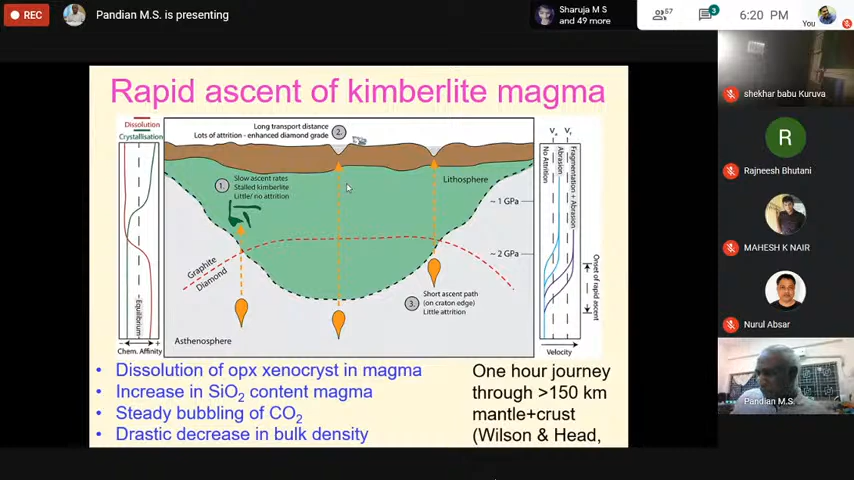 REC
Pandian M.S. is presenting
Sharuja M S
and 49 more
57
3
6:20 PM
You
Rapid ascent of kimberlite magma
Dissolution
Crystallisation
Equilibrium
- +
Chem. Affinity
Long transport distance
Lots of attrition - enhanced diamond grade
2.
1.
Slow ascent rates
Stalled kimberlite
Little/ no attrition
Lithosphere
~ 1 GPa
~ 2 GPa
Graphite
Diamond
3.
Short ascent path
(on craton edge)
Little attrition
Asthenosphere
No Attrition
Abrasion
Fragmentation + Abrasion
Onset of rapid ascent
Velocity
• Dissolution of opx xenocryst in magma
• Increase in SiO2 content magma
• Steady bubbling of CO2
• Drastic decrease in bulk density
One hour journey
through >150 km
mantle+crust
(Wilson & Head,
shekhar babu Kuruva
R
Rajneesh Bhutani
MAHESH K NAIR
Nurul Absar
Pandian M.S.